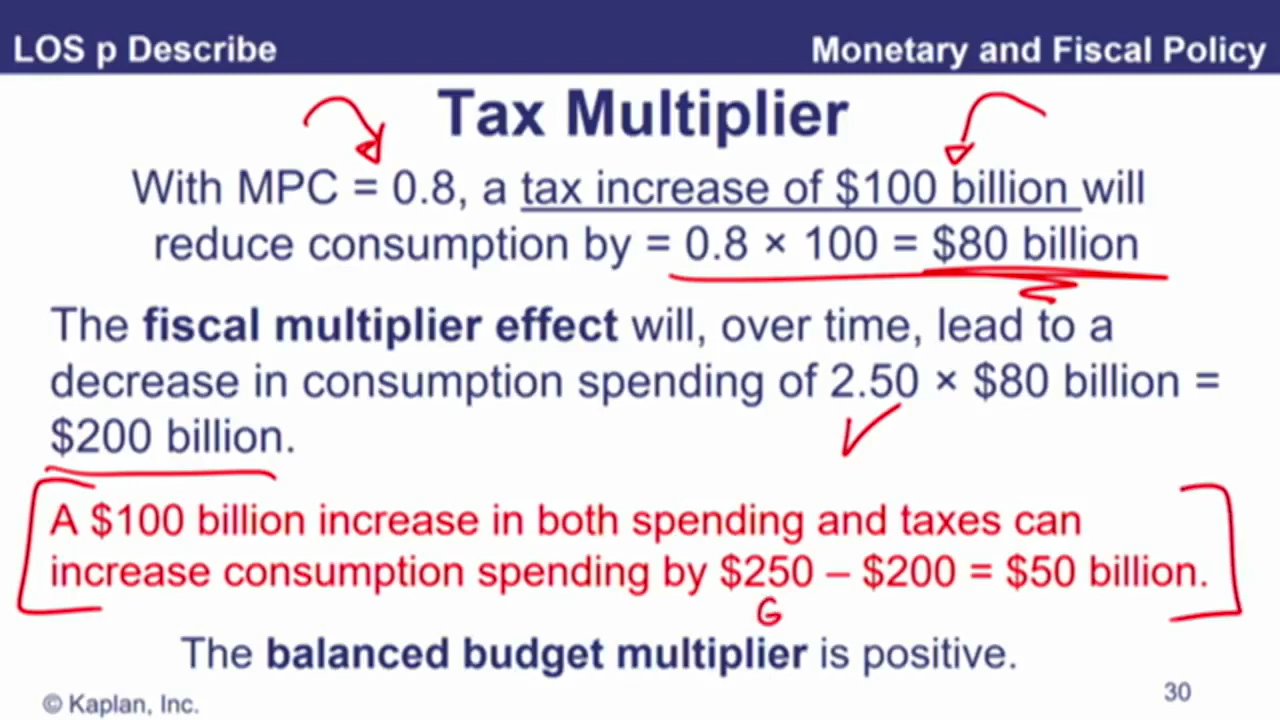 LOS p Describe
Monetary and Fiscal Policy
Tax Multiplier
With MPC = 0.8, a tax increase of $100 billion will
reduce consumption by = 0.8 × 100 = $80 billion
The fiscal multiplier effect will, over time, lead to a
decrease in consumption spending of 2.50 × $80 billion =
$200 billion.
A $100 billion increase in both spending and taxes can
increase consumption spending by $250 – $200 = $50 billion.
G
The balanced budget multiplier is positive.
© Kaplan, Inc.
30